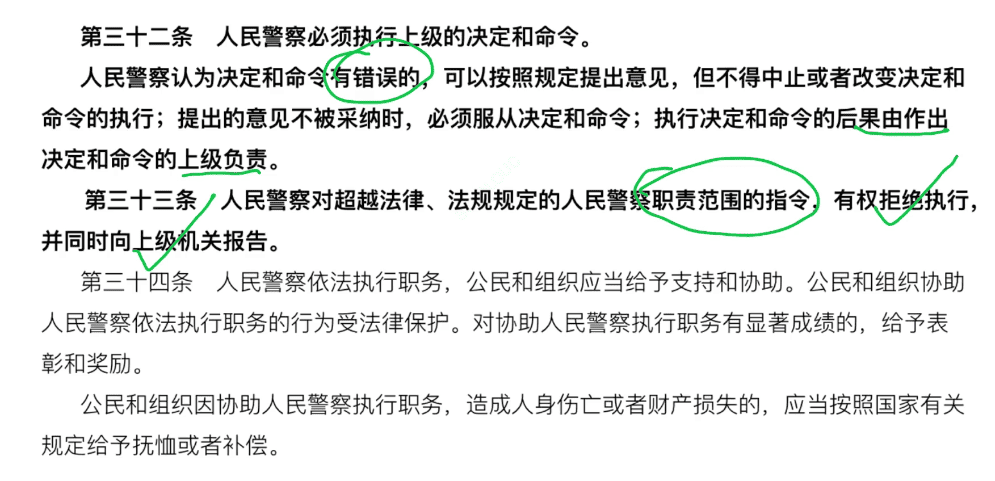 第三十二条 人民警察必须执行上级的决定和命令。
人民警察认为决定和命令有错误的，可以按照规定提出意见，但不得中止或者改变决定和
命令的执行；提出的意见不被采纳时，必须服从决定和命令；执行决定和命令的后果由作出
决定和命令的上级负责。
第三十三条 人民警察对超越法律、法规规定的人民警察职责范围的指令，有权拒绝执行，
并同时向上级机关报告。
第三十四条 人民警察依法执行职务，公民和组织应当给予支持和协助。公民和组织协助
人民警察依法执行职务的行为受法律保护。对协助人民警察执行职务有显著成绩的，给予表
彰和奖励。
公民和组织因协助人民警察执行职务，造成人身伤亡或者财产损失的，应当按照国家有关
规定给予抚恤或者补偿。